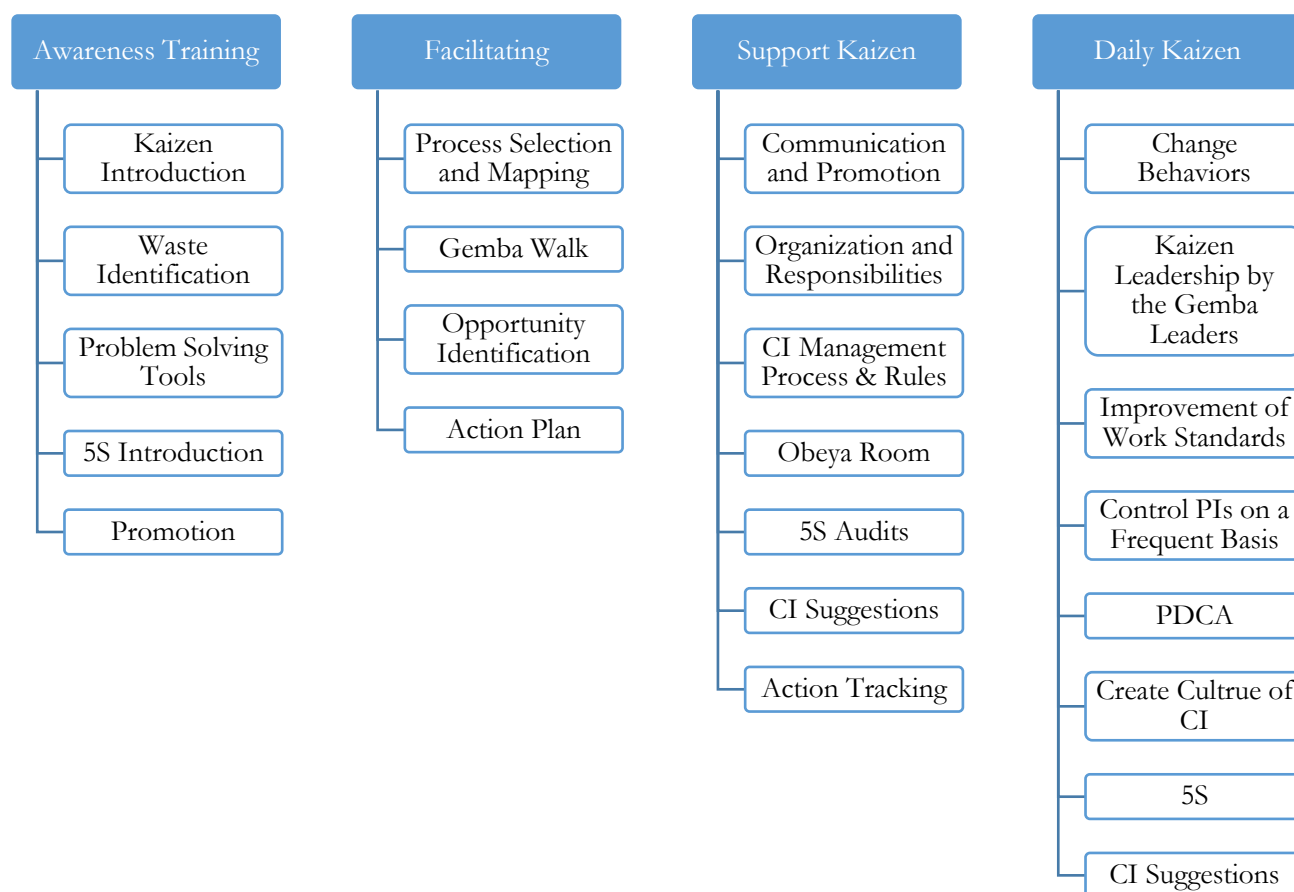 Awareness Training
Kaizen
Introduction
Waste
Identification
Problem Solving
Tools
5S Introduction
Promotion
Facilitating
Process Selection
and Mapping
Gemba Walk
Opportunity
Identification
Action Plan
Support Kaizen
Communication
and Promotion
Organization and
Responsibilities
CI Management
Process & Rules
Obeya Room
5S Audits
CI Suggestions
Action Tracking
Daily Kaizen
Change
Behaviors
Kaizen
Leadership by
the Gemba
Leaders
Improvement of
Work Standards
Control PIs on a
Frequent Basis
PDCA
Create Cultrue of
CI
5S
CI Suggestions